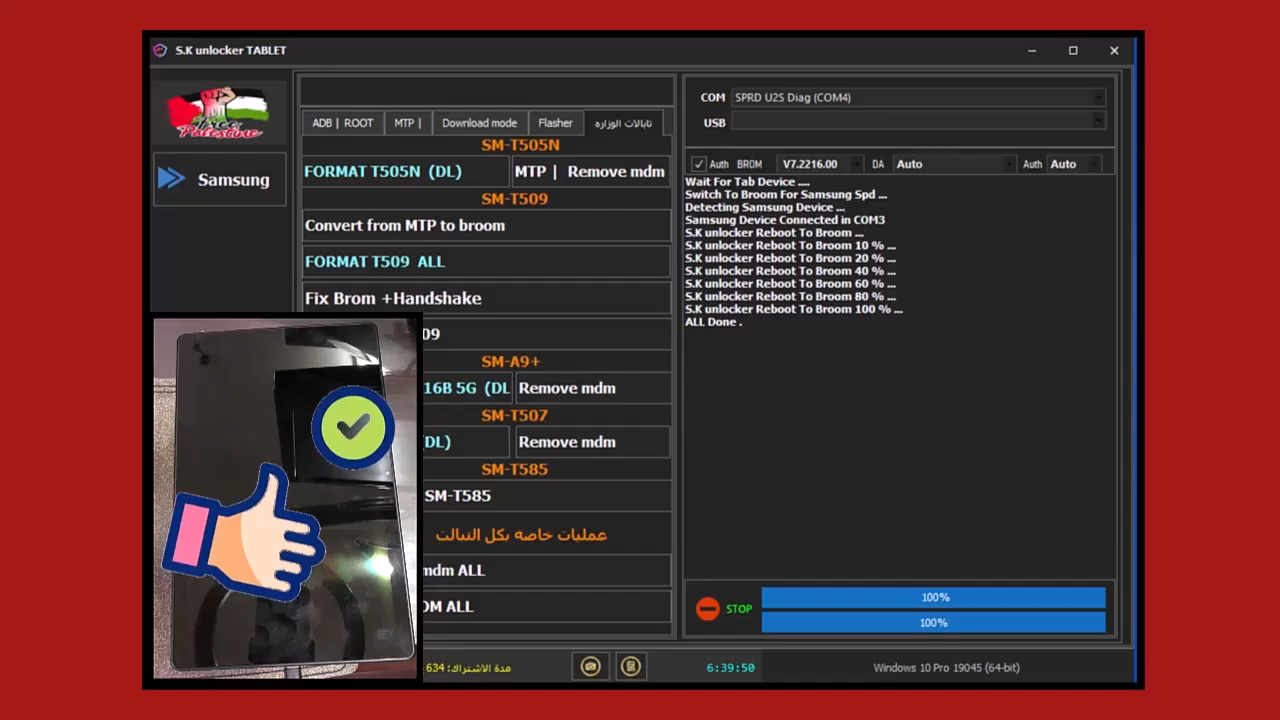 S.K unlocker TABLET
Free
Palestine
Samsung
ADB | ROOT
MTP |
Download mode
Flasher
تابالات الوزاره
SM-T505N
FORMAT T505N (DL)
MTP | Remove mdm
SM-T509
Convert from MTP to broom
FORMAT T509 ALL
Fix Brom +Handshake
09
SM-A9+
16B 5G (DL
Remove mdm
SM-T507
(DL)
Remove mdm
SM-T585
SM-T585
عمليات خاصه بكل التبالت
mdm ALL
OM ALL
مدة الاشتراك: 634
COM SPRD U2S Diag (COM4)
USB
Auth BROM V7.2216.00 DA Auto Auth Auto
Wait For Tab Device ....
Switch To Broom For Samsung Spd ...
Detecting Samsung Device ...
Samsung Device Connected in COM3
S.K unlocker Reboot To Broom ...
S.K unlocker Reboot To Broom 10 % ...
S.K unlocker Reboot To Broom 20 % ...
S.K unlocker Reboot To Broom 40 % ...
S.K unlocker Reboot To Broom 60 % ...
S.K unlocker Reboot To Broom 80 % ...
S.K unlocker Reboot To Broom 100 % ...
ALL Done .
STOP
100%
100%
6:39:50
Windows 10 Pro 19045 (64-bit)